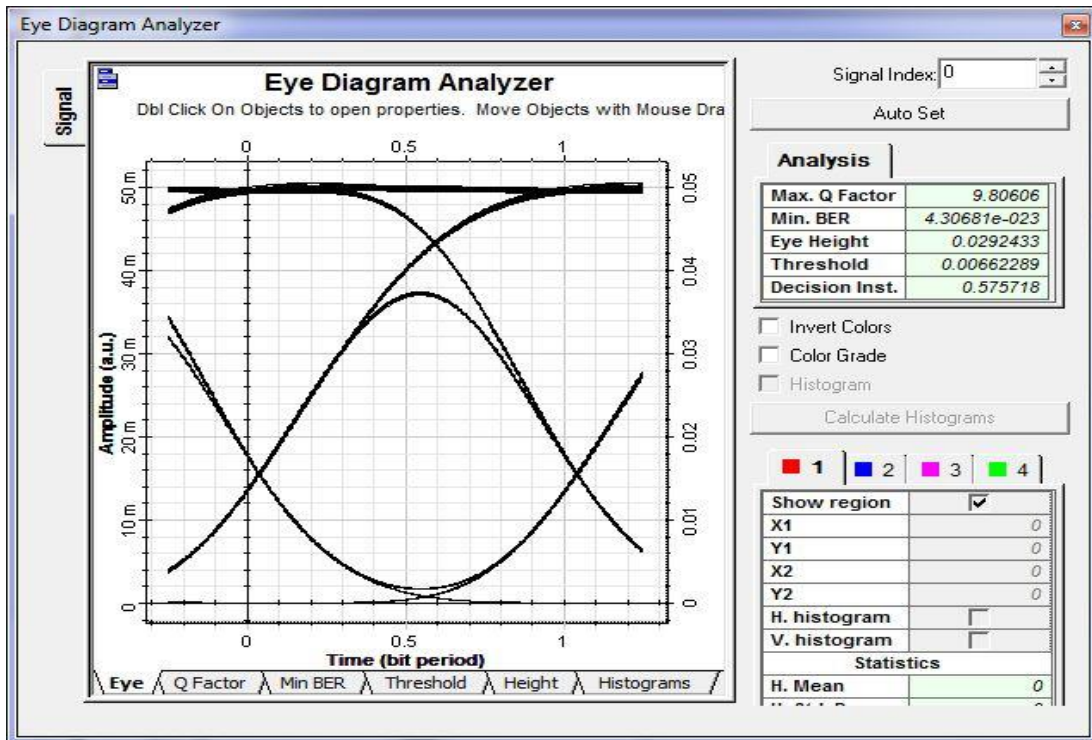 Eye Diagram Analyzer
Signal
Eye Diagram Analyzer
Dbl Click On Objects to open properties. Move Objects with Mouse Dra
0 0.5 1
50 m 0.05
40 m 0.04
30 m 0.03
20 m 0.02
10 m 0.01
0 0
Amplitude (a.u.)
0 0.5 1
Time (bit period)
Eye Q Factor Min BER Threshold Height Histograms
Signal Index: 0
Auto Set
Analysis
Max. Q Factor 9.80606
Min. BER 4.30681e-023
Eye Height 0.0292433
Threshold 0.00662289
Decision Inst. 0.575718
Invert Colors
Color Grade
Histogram
Calculate Histograms
1 2 3 4
Show region
X1 0
Y1 0
X2 0
Y2 0
H. histogram
V. histogram
Statistics
H. Mean 0